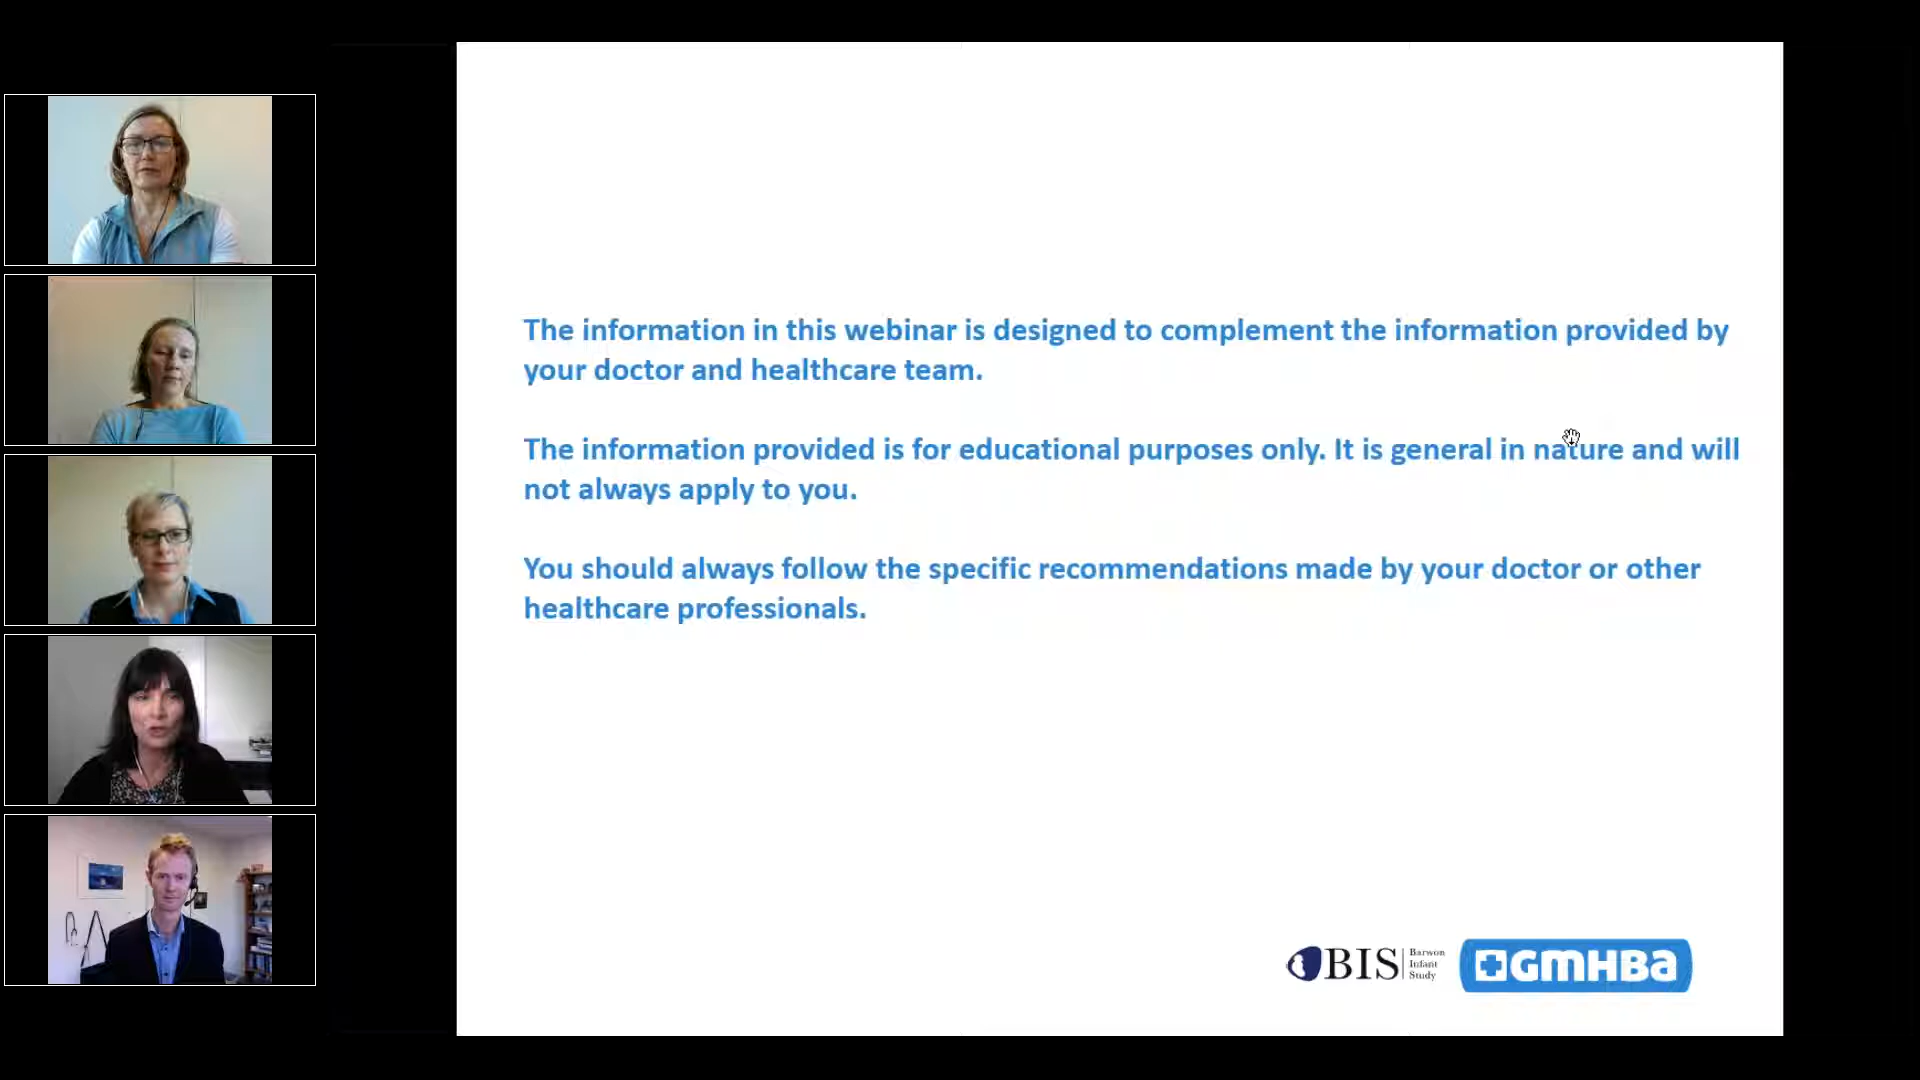 The information in this webinar is designed to complement the information provided by
your doctor and healthcare team.
The information provided is for educational purposes only. It is general in nature and will
not always apply to you.
You should always follow the specific recommendations made by your doctor or other
healthcare professionals.
BIS
Barwon
Infant
Study
GMHBa